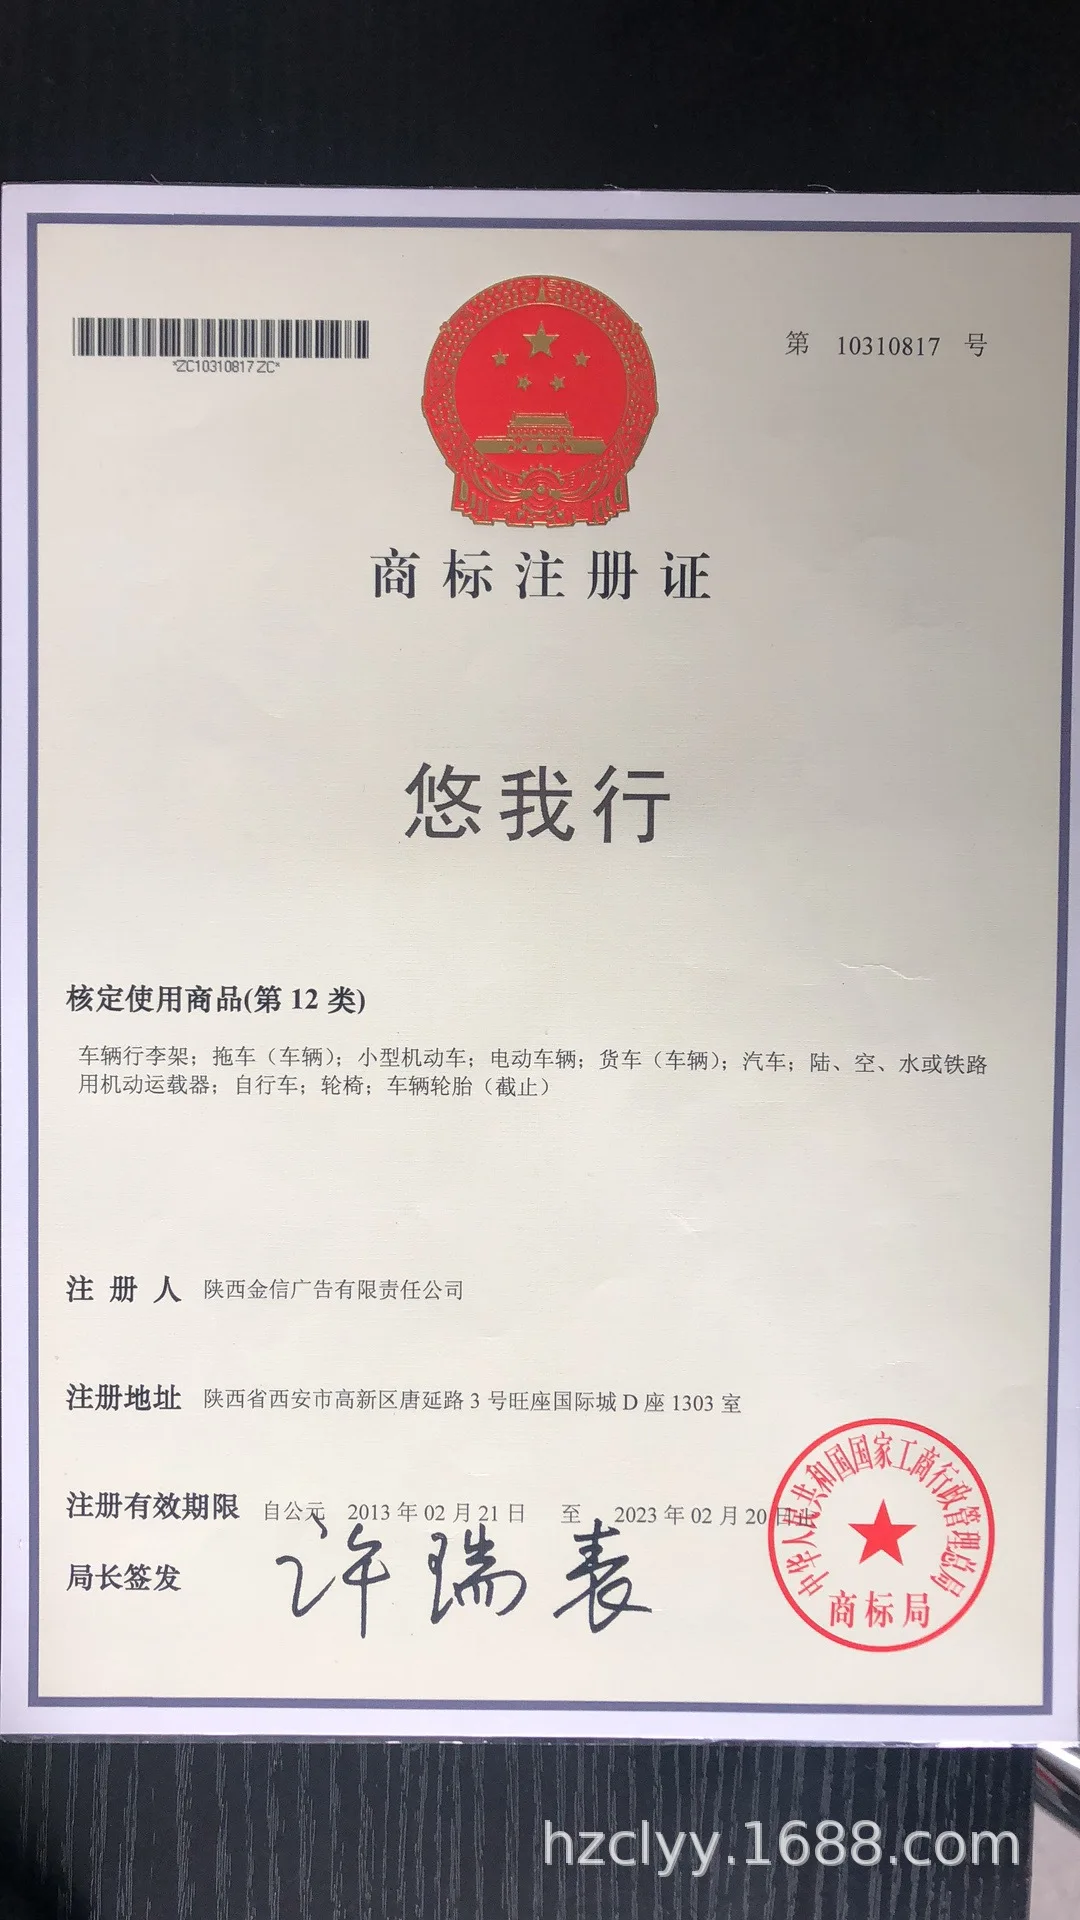 *ZC10310817ZC*
第 10310817 号
商标注册证
悠我行
核定使用商品(第 12 类)
车辆行李架；拖车（车辆）；小型机动车；电动车辆；货车（车辆）；汽车；陆、空、水或铁路
用机动运载器；自行车；轮椅；车辆轮胎（截止）
注册人 陕西金信广告有限责任公司
注册地址 陕西省西安市高新区唐延路 3 号旺座国际城 D 座 1303 室
注册有效期限 自公元 2013 年 02 月 21 日 至 2023 年 02 月 20 日止
局长签发 许瑞表
中华人民共和国国家工商行政管理总局
商标局
hzclyy.1688.com